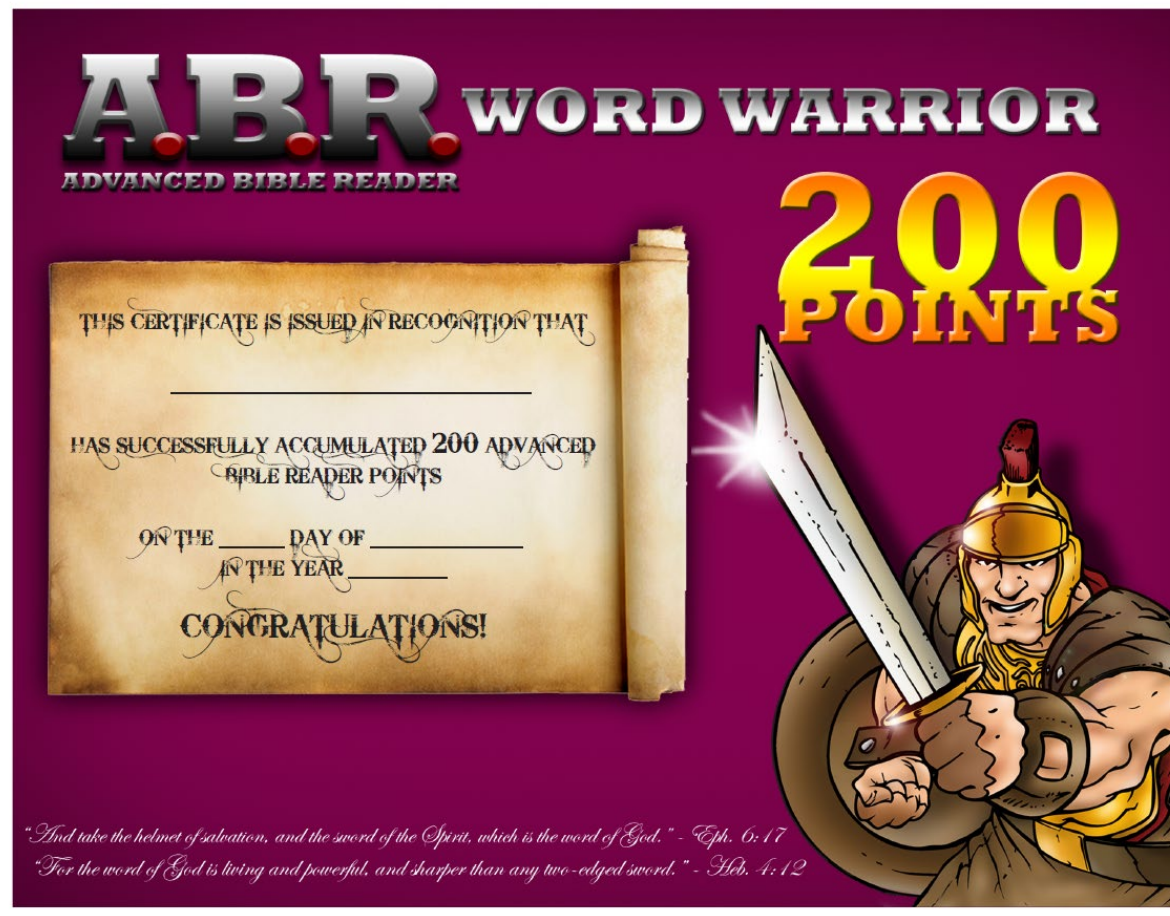 A.B.R. WORD WARRIOR
ADVANCED BIBLE READER
200
POINTS
THIS CERTIFICATE IS ISSUED IN RECOGNITION THAT
HAS SUCCESSFULLY ACCUMULATED 200 ADVANCED
BIBLE READER POINTS
ON THE _____ DAY OF ____________
IN THE YEAR ________
CONGRATULATIONS!
"And take the helmet of salvation, and the sword of the Spirit, which is the word of God." - Eph. 6:17
"For the word of God is living and powerful, and sharper than any two-edged sword." - Heb. 4:12